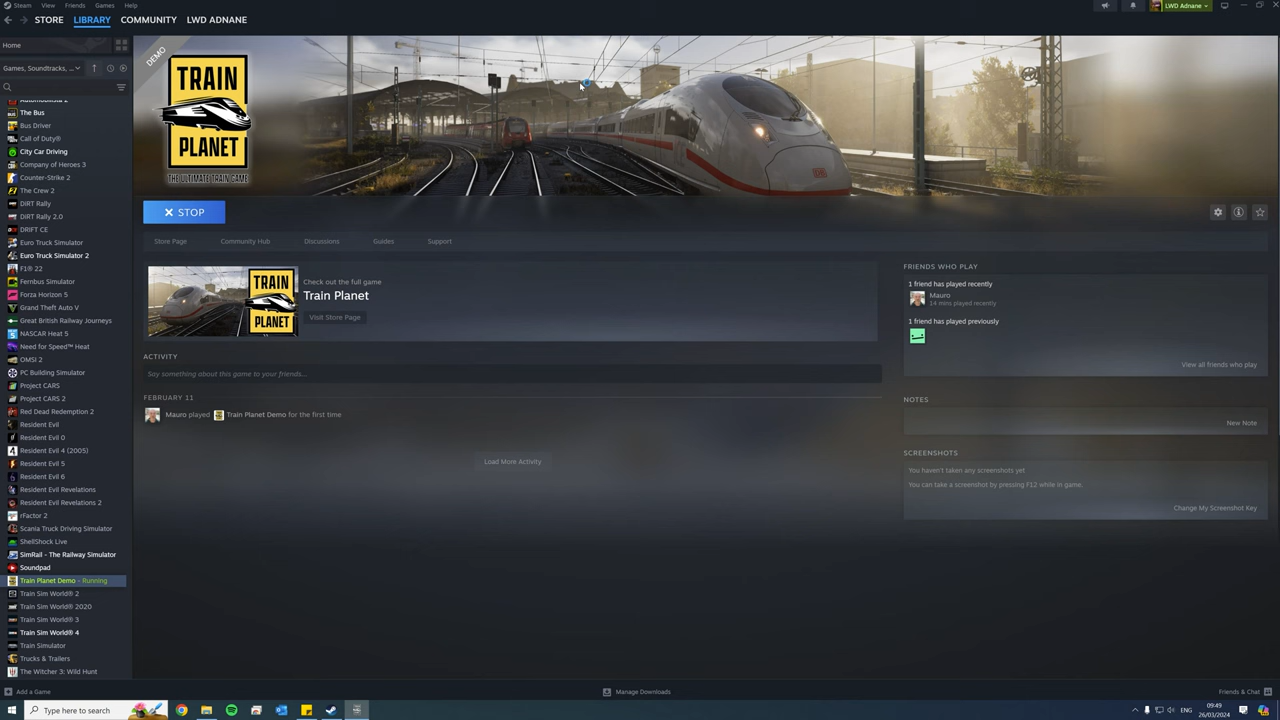 Steam View Friends Games Help
LWD Adnane
STORE LIBRARY COMMUNITY LWD ADNANE
Home
Games, Soundtracks, ...
Automobilista 2
The Bus
Bus Driver
Call of Duty®
City Car Driving
Company of Heroes 3
Counter-Strike 2
The Crew 2
DiRT Rally
DiRT Rally 2.0
DRIFT CE
Euro Truck Simulator
Euro Truck Simulator 2
F1® 22
Fernbus Simulator
Forza Horizon 5
Grand Theft Auto V
Great British Railway Journeys
NASCAR Heat 5
Need for Speed™ Heat
OMSI 2
PC Building Simulator
Project CARS
Project CARS 2
Red Dead Redemption 2
Resident Evil
Resident Evil 0
Resident Evil 4 (2005)
Resident Evil 5
Resident Evil 6
Resident Evil Revelations
Resident Evil Revelations 2
rFactor 2
Scania Truck Driving Simulator
ShellShock Live
SimRail - The Railway Simulator
Soundpad
Train Planet Demo - Running
Train Sim World® 2
Train Sim World® 2020
Train Sim World® 3
Train Sim World® 4
Train Simulator
Trucks & Trailers
The Witcher 3: Wild Hunt
Add a Game
DEMO
TRAIN
PLANET
THE ULTIMATE TRAIN GAME
DB
STOP
Store Page Community Hub Discussions Guides Support
TRAIN
PLANET
Check out the full game
Train Planet
Visit Store Page
ACTIVITY
Say something about this game to your friends...
FEBRUARY 11
Mauro played Train Planet Demo for the first time
Load More Activity
FRIENDS WHO PLAY
1 friend has played recently
Mauro
14 mins played recently
1 friend has played previously
View all friends who play
NOTES
New Note
SCREENSHOTS
You haven't taken any screenshots yet
You can take a screenshot by pressing F12 while in game.
Change My Screenshot Key
Manage Downloads
Friends & Chat
Type here to search
ENG
09:49
26/03/2024